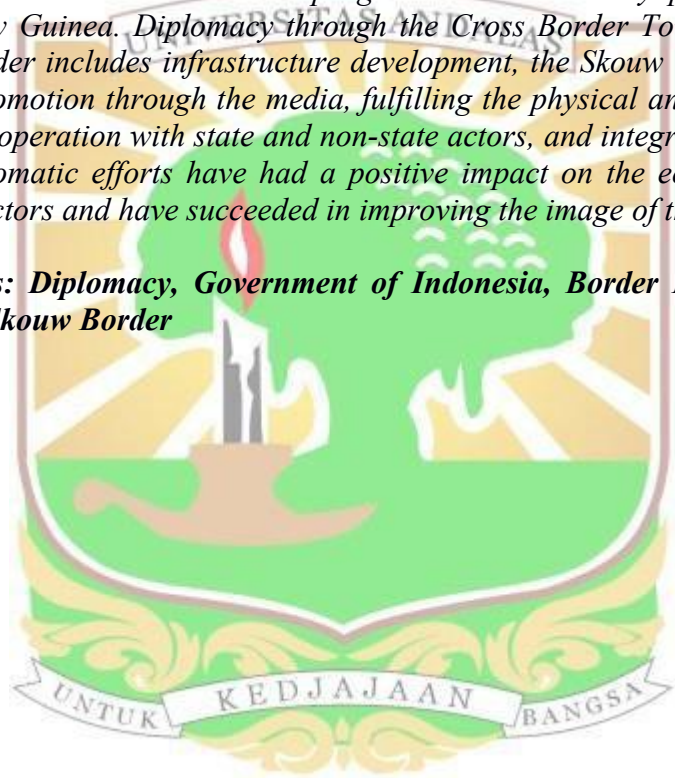 y Guinea. Diplomacy through the Cross Border To
UNIVERSITAS ANDALAS
der includes infrastructure development, the Skouw
omotion through the media, fulfilling the physical an
operation with state and non-state actors, and integr
omatic efforts have had a positive impact on the ec
ctors and have succeeded in improving the image of t
s: Diplomacy, Government of Indonesia, Border
kouw Border
UNTUK KEDJAJAAN BANGSA